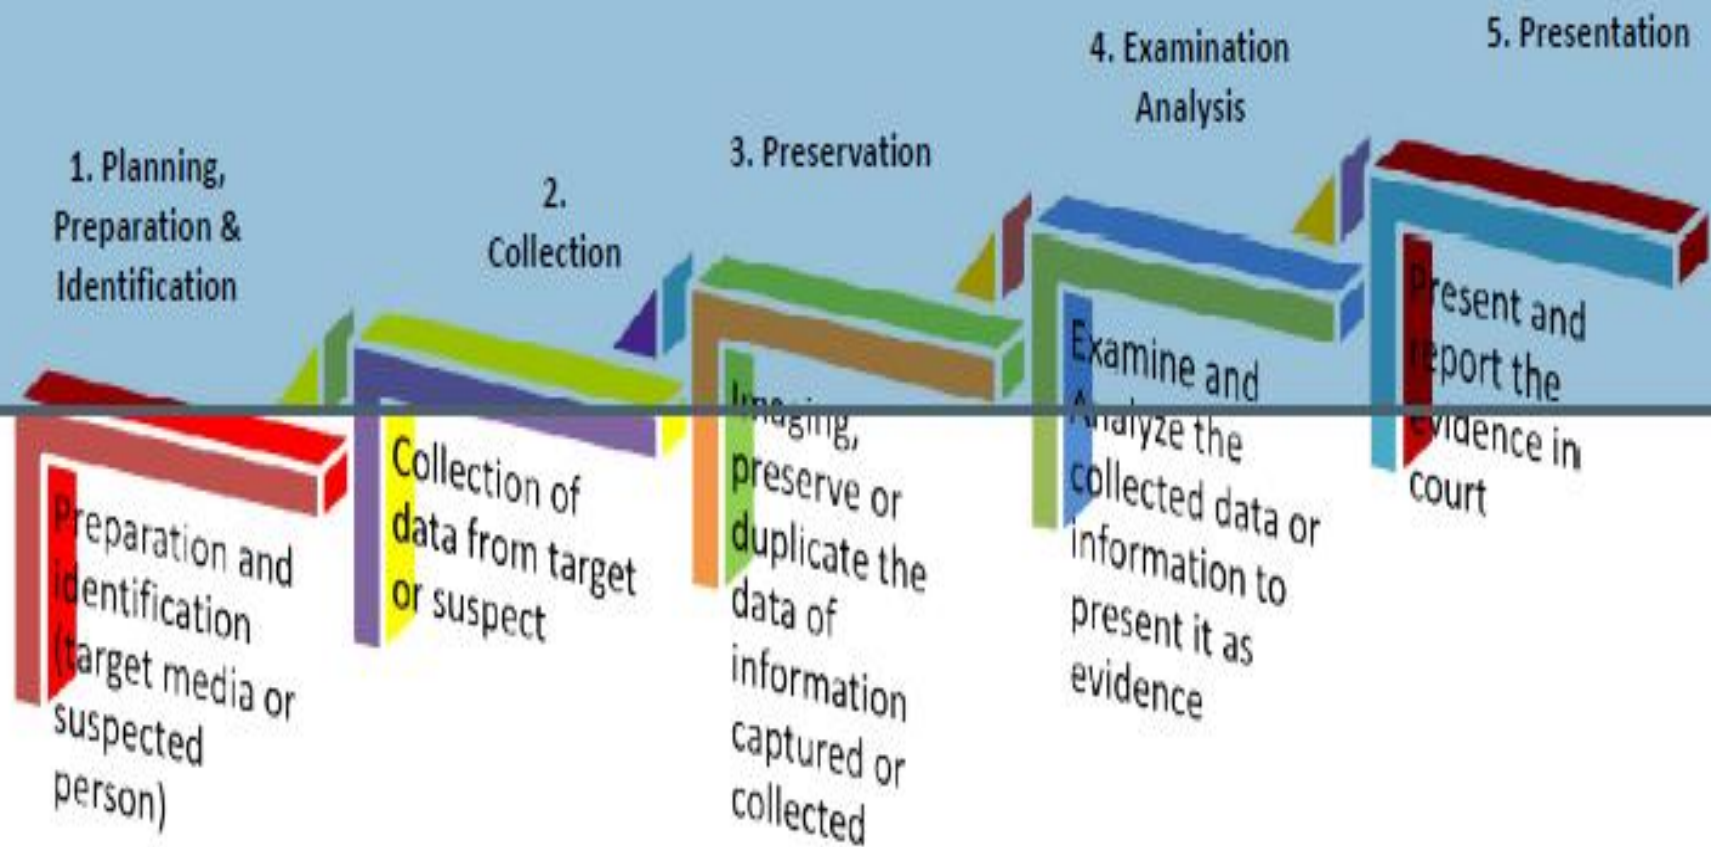 1. Planning,
Preparation &
Identification
2.
Collection
3. Preservation
4. Examination
Analysis
5. Presentation
Preparation and
identification
(target media or
suspected
person)
Collection of
data from target
or suspect
Imaging,
preserve or
duplicate the
data of
information
captured or
collected
Examine and
Analyze the
collected data or
information to
present it as
evidence
Present and
report the
evidence in
court